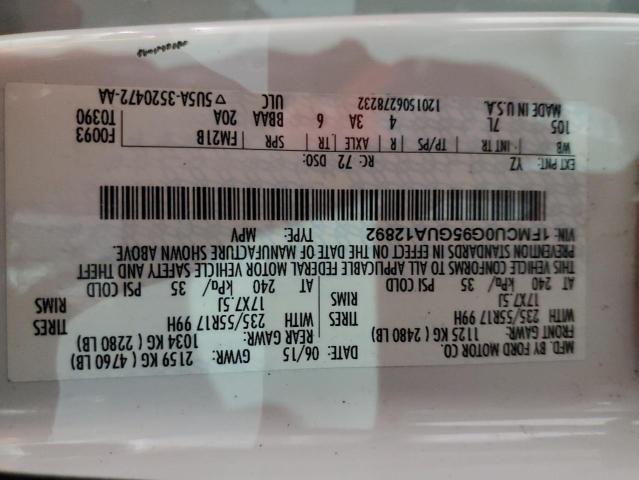 MFD. BY FORD MOTOR CO.
DATE: 06/15 GVWR: 2159 KG ( 4760 LB)
FRONT GAWR: 1125 KG ( 2480 LB) REAR GAWR: 1034 KG ( 2280 LB)
WITH TIRES 235/55R17 99H WITH TIRES 235/55R17 99H
RIMS 17X7.5J RIMS 17X7.5J
AT 240 kPa/ 35 PSI COLD AT 240 kPa/ 35 PSI COLD
THIS VEHICLE CONFORMS TO ALL APPLICABLE FEDERAL MOTOR VEHICLE SAFETY AND THEFT
PREVENTION STANDARDS IN EFFECT ON THE DATE OF MANUFACTURE SHOWN ABOVE.
VIN: 1FMCU0C95GUA12892 TYPE: MPV
EXT PNT: YZ RC: 72 DSO:
WB INT TR TP/PS R AXLE TR SPR FM21B F0093
105 7L 4 3A 6 BBAA 20A T0390
MADE IN U.S.A. 1201506278232 ULC ▽ 5U5A-3520472-AA